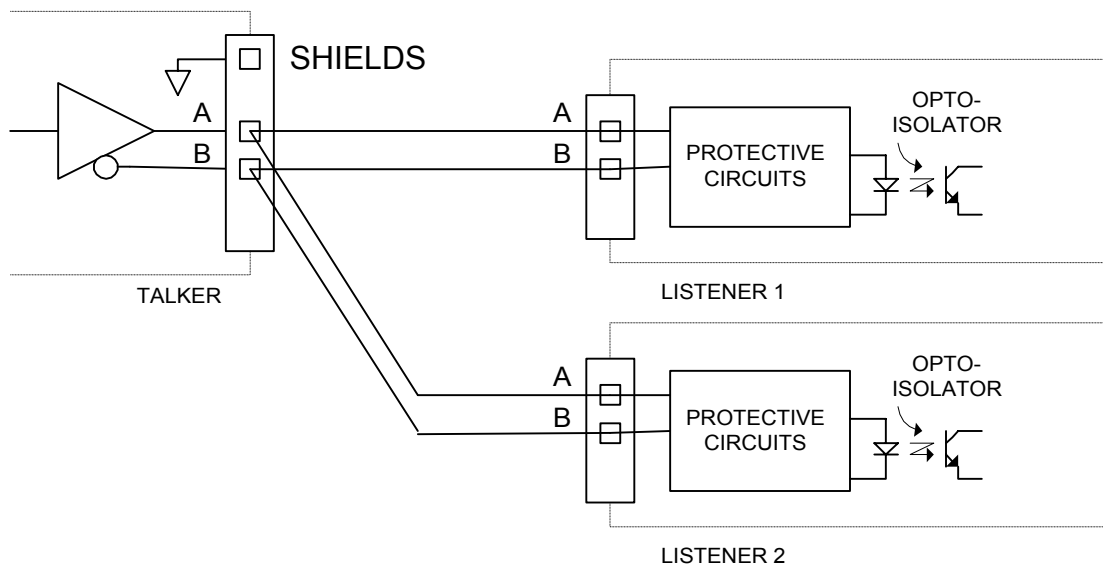 SHIELDS
A
B
TALKER
A
B
PROTECTIVE
CIRCUITS
OPTO-
ISOLATOR
LISTENER 1
A
B
PROTECTIVE
CIRCUITS
OPTO-
ISOLATOR
LISTENER 2